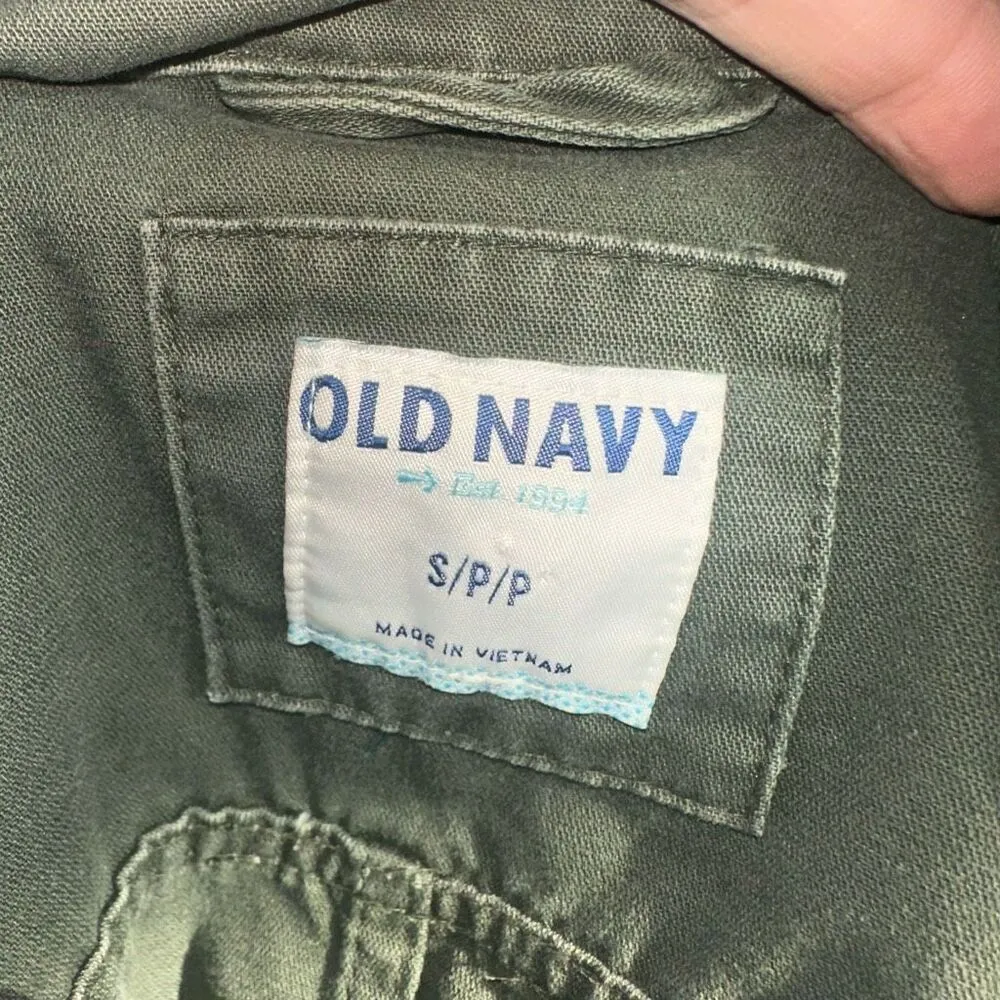 OLD NAVY
Est. 1994
S/P/P
MADE IN VIETNAM